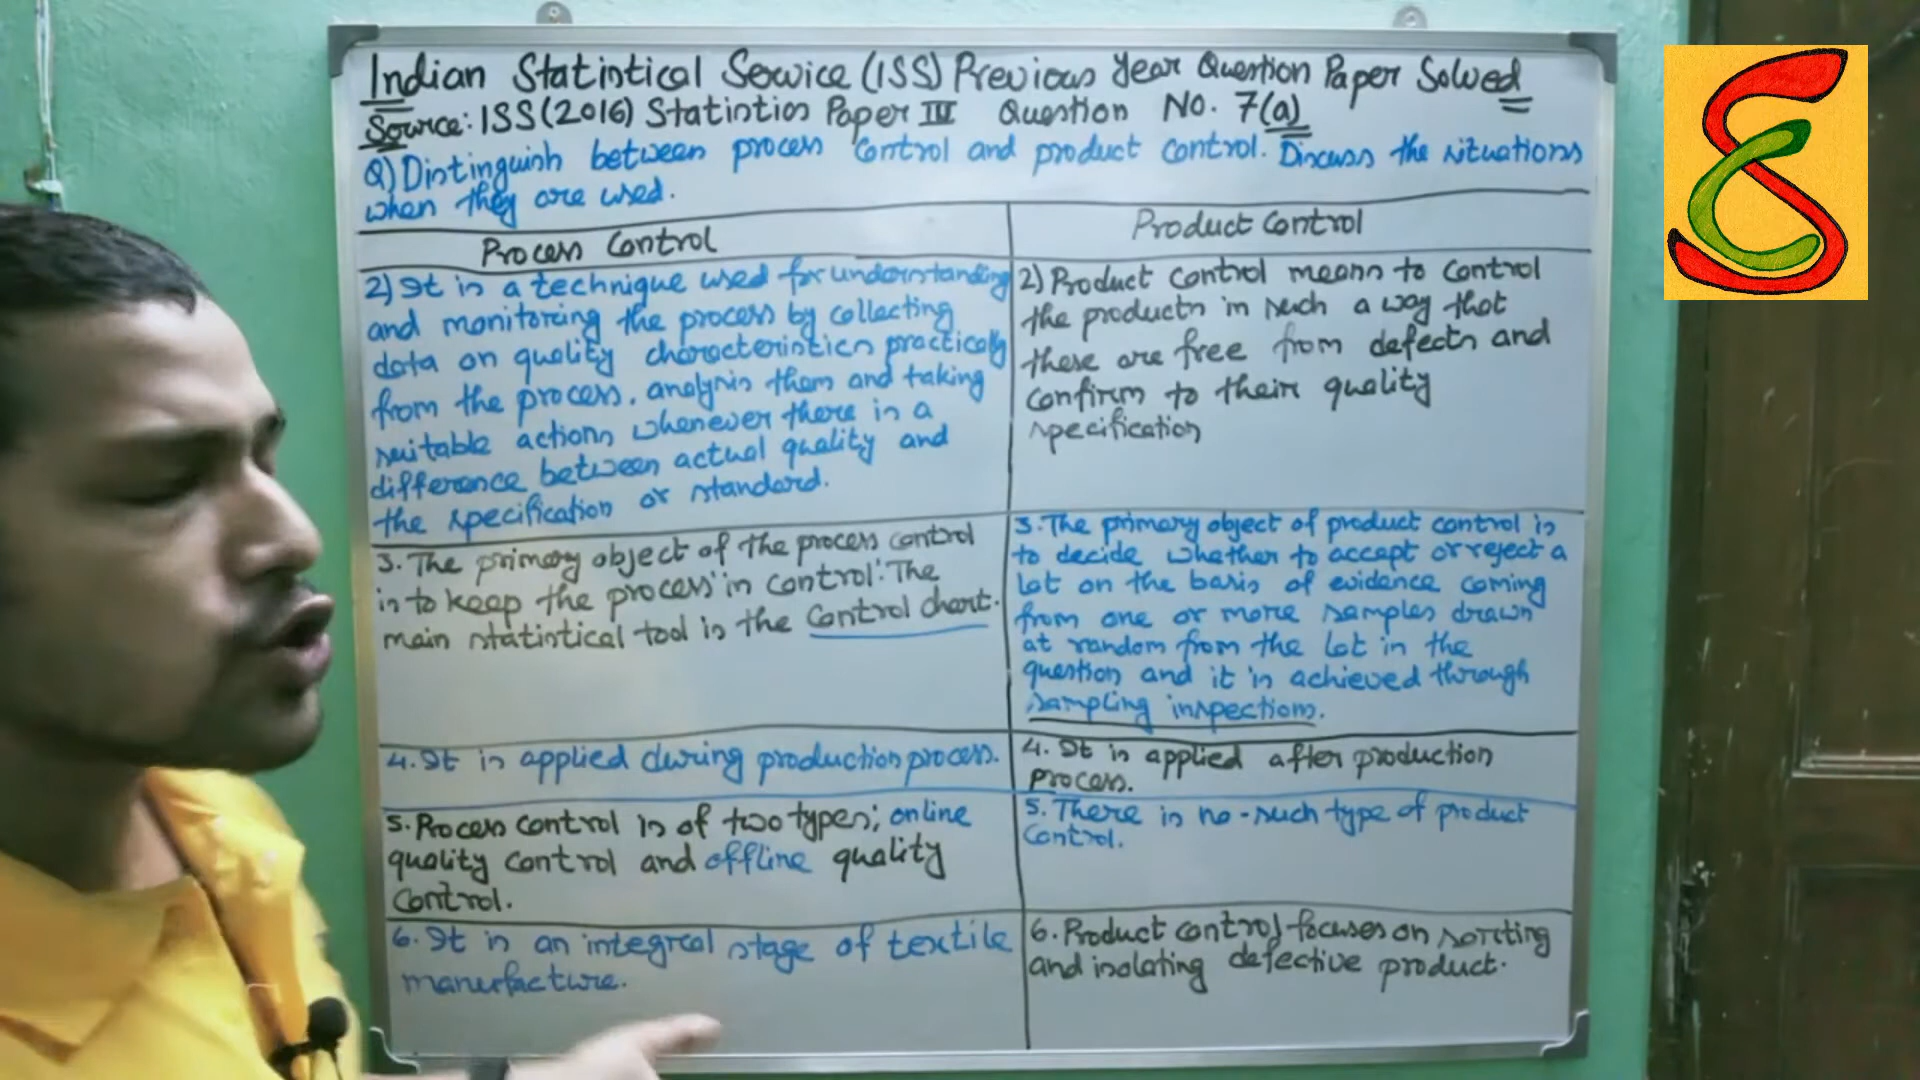 Indian Statistical Service (ISS) Previous Year Question Paper Solved
Source: ISS (2016) Statistics Paper III Question No. 7(a)
Q) Distinguish between process control and product control. Discuss the situations
when they are used.
Process Control
2) It is a technique used for understanding
and monitoring the process by collecting
data on quality characteristics practically
from the process, analysis them and taking
suitable actions whenever there is a
difference between actual quality and
the specification or standard.
3. The primary object of the process control
is to keep the process in control. The
main statistical tool is the Control chart.
4. It is applied during production process.
5. Process control is of two types; online
quality control and offline quality
control.
6. It is an integral stage of textile
manufacture.
Product Control
2) Product control means to control
the products in such a way that
these are free from defects and
confirm to their quality
specification
3. The primary object of product control is
to decide whether to accept or reject a
lot on the basis of evidence coming
from one or more samples drawn
at random from the lot in the
question and it is achieved through
sampling inspections.
4. It is applied after production
process.
5. There is no-such type of product
control.
6. Product control focuses on sorting
and isolating defective product.